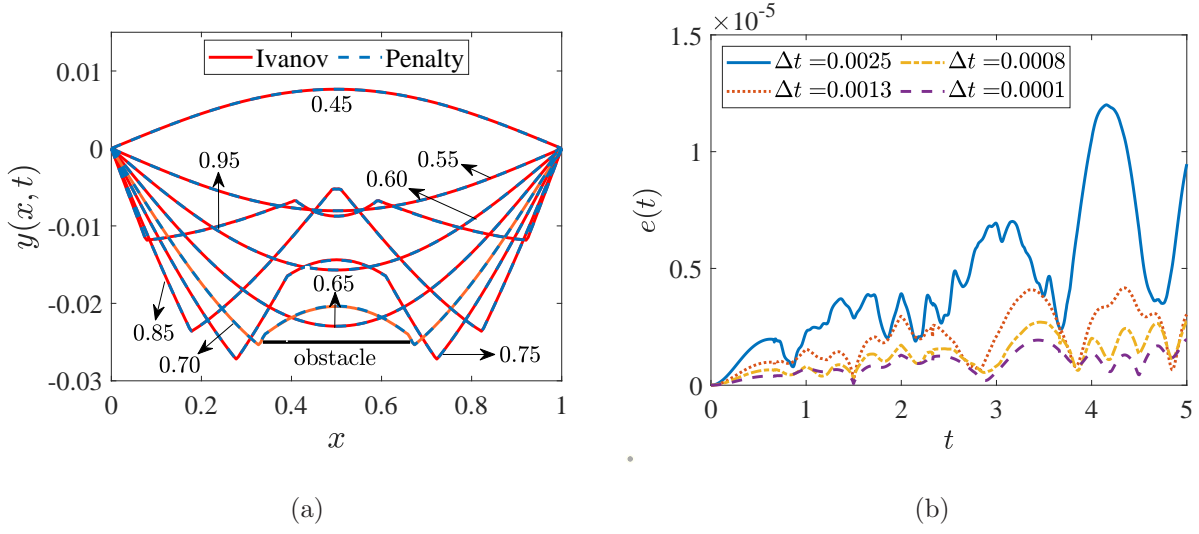 ×10⁻⁵
Ivanov
Penalty
0.45
0.95
0.55
0.60
0.65
0.85
0.70
0.75
obstacle
0.01
0
-0.01
-0.02
-0.03
0 0.2 0.4 0.6 0.8 1
x
y(x, t)
(a)
Δt =0.0025
Δt =0.0013
Δt =0.0008
Δt =0.0001
1.5
1
0.5
0
0 1 2 3 4 5
t
e(t)
(b)